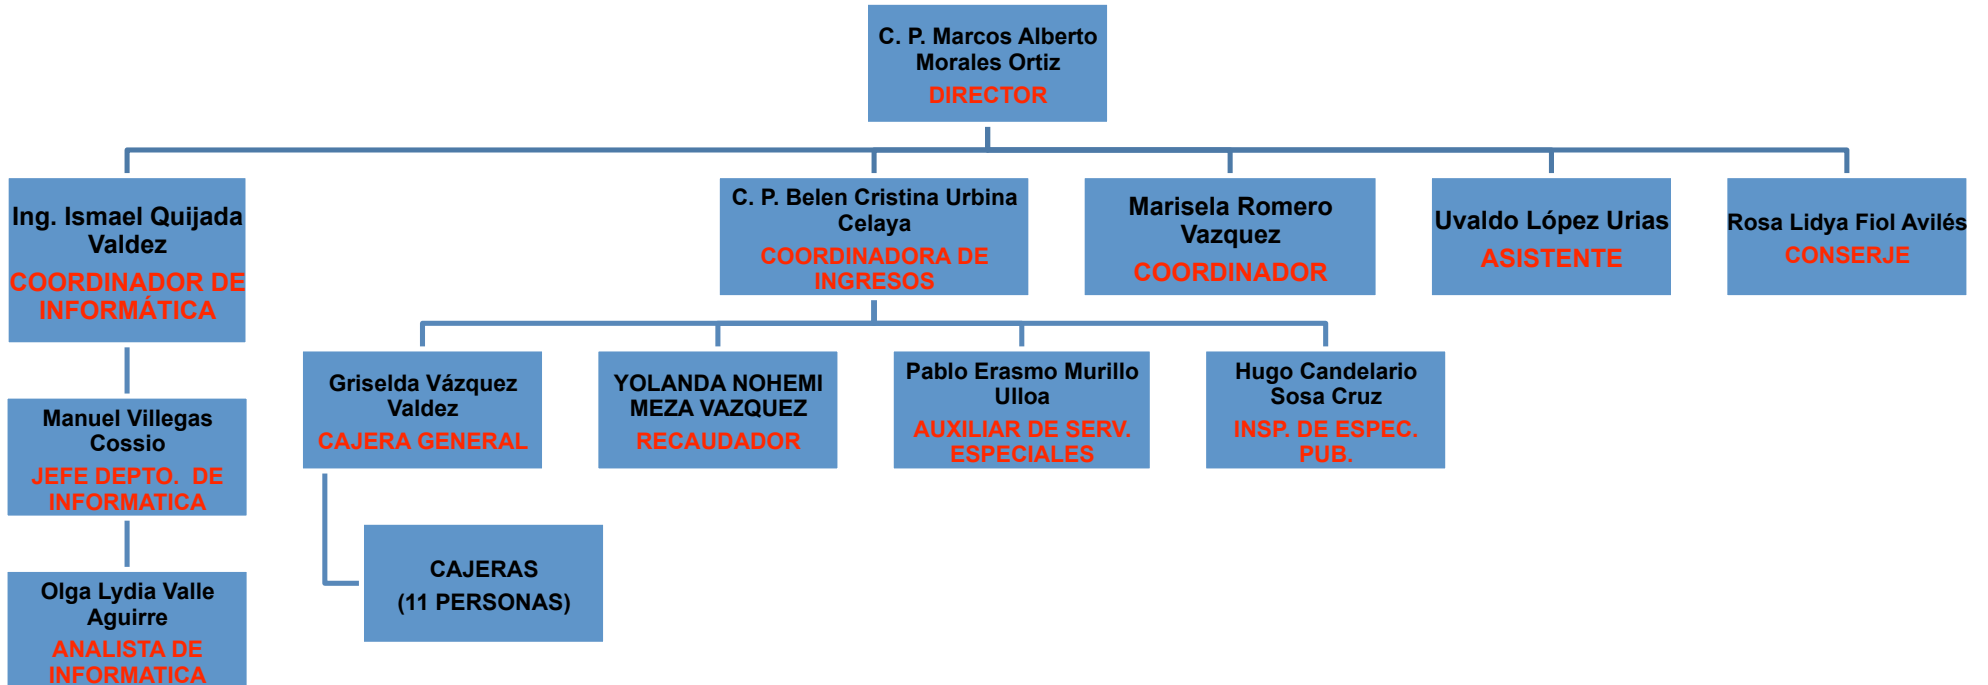 C. P. Marcos Alberto
Morales Ortiz
DIRECTOR
Ing. Ismael Quijada
Valdez
COORDINADOR DE
INFORMÁTICA
C. P. Belen Cristina Urbina
Celaya
COORDINADORA DE
INGRESOS
Marisela Romero
Vazquez
COORDINADOR
Uvaldo López Urias
ASISTENTE
Rosa Lidya Fiol Avilés
CONSERJE
Manuel Villegas
Cossio
JEFE DEPTO.  DE
INFORMATICA
Olga Lydia Valle
Aguirre
ANALISTA DE
INFORMATICA
Griselda Vázquez
Valdez
CAJERA GENERAL
YOLANDA NOHEMI
MEZA VAZQUEZ
RECAUDADOR
Pablo Erasmo Murillo
Ulloa
AUXILIAR DE SERV.
ESPECIALES
Hugo Candelario
Sosa Cruz
INSP. DE ESPEC.
PUB.
CAJERAS
(11 PERSONAS)